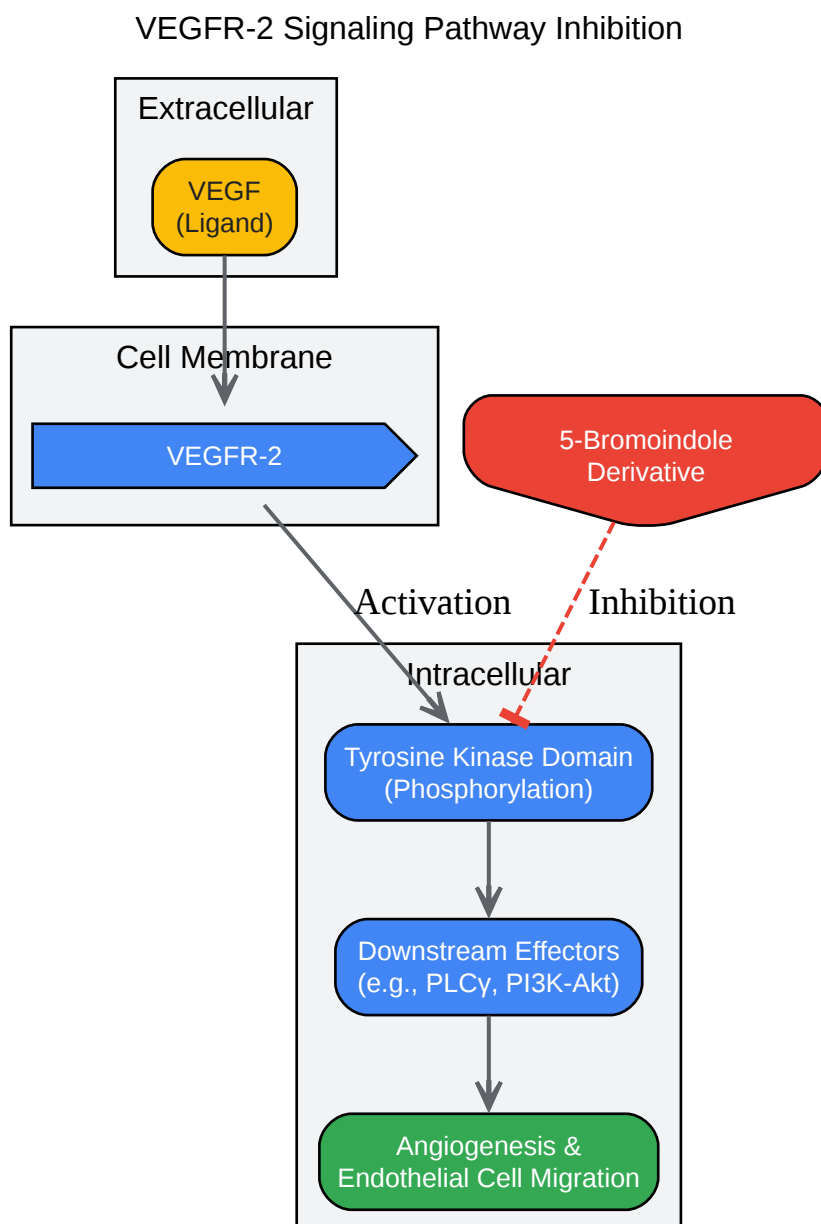 VEGFR-2 Signaling Pathway Inhibition
Extracellular
VEGF
(Ligand)
Cell Membrane
VEGFR-2
5-Bromoindole
Derivative
Activation
Inhibition
Intracellular
Tyrosine Kinase Domain
(Phosphorylation)
Downstream Effectors
(e.g., PLCγ, PI3K-Akt)
Angiogenesis &
Endothelial Cell Migration